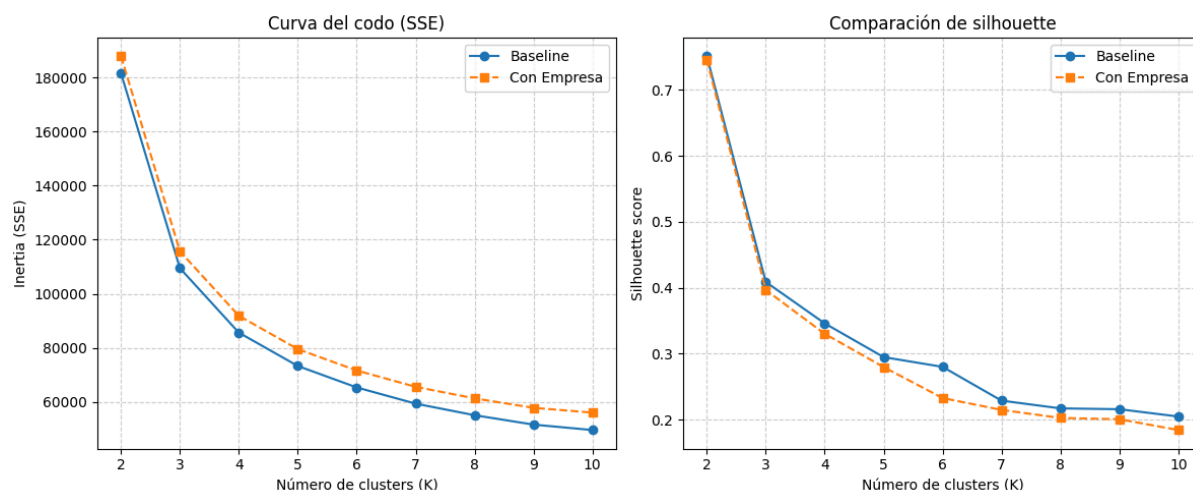 Curva del codo (SSE)
Baseline
Con Empresa
180000
160000
140000
120000
100000
80000
60000
Inertia (SSE)
2 3 4 5 6 7 8 9 10
Número de clusters (K)
Comparación de silhouette
Baseline
Con Empresa
0.7
0.6
0.5
0.4
0.3
0.2
Silhouette score
2 3 4 5 6 7 8 9 10
Número de clusters (K)